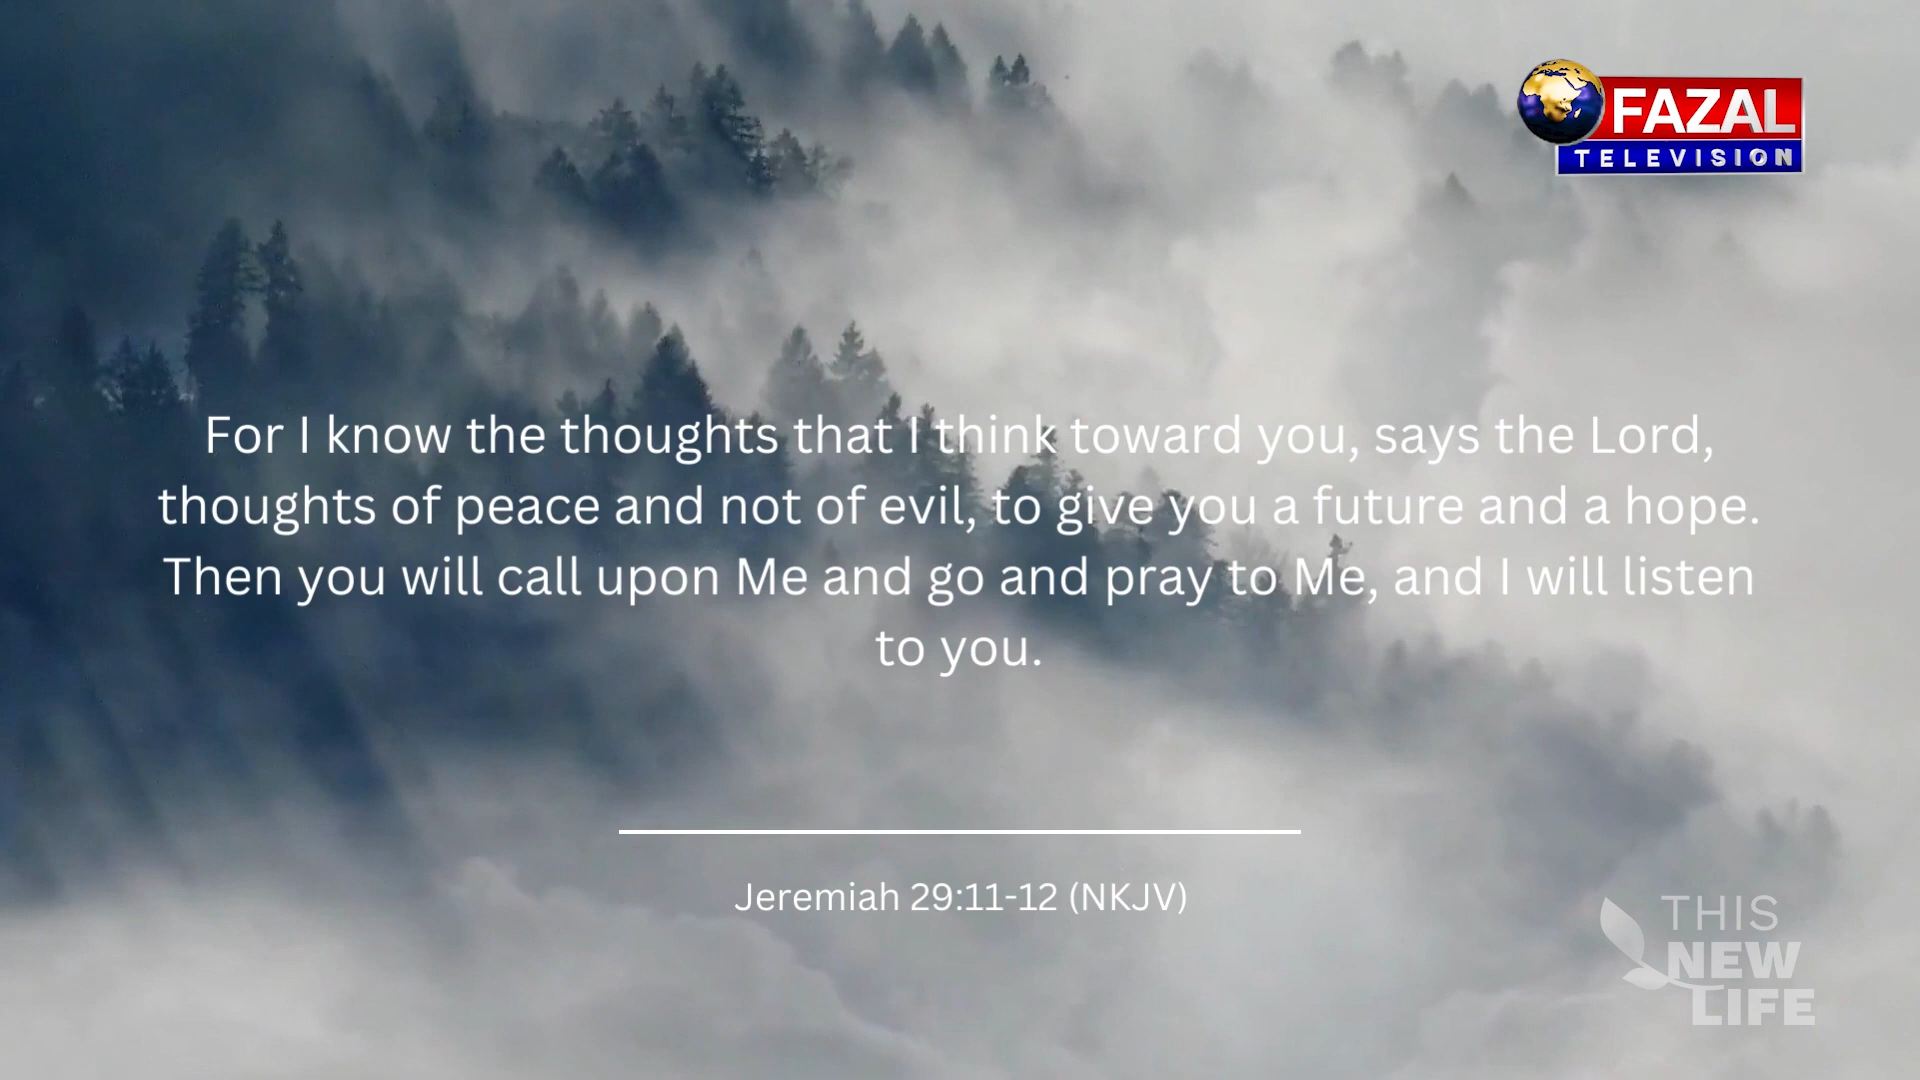 FAZAL
TELEVISION
For I know the thoughts that I think toward you, says the Lord,
thoughts of peace and not of evil, to give you a future and a hope.
Then you will call upon Me and go and pray to Me, and I will listen
to you.
Jeremiah 29:11-12 (NKJV)
THIS
NEW
LIFE